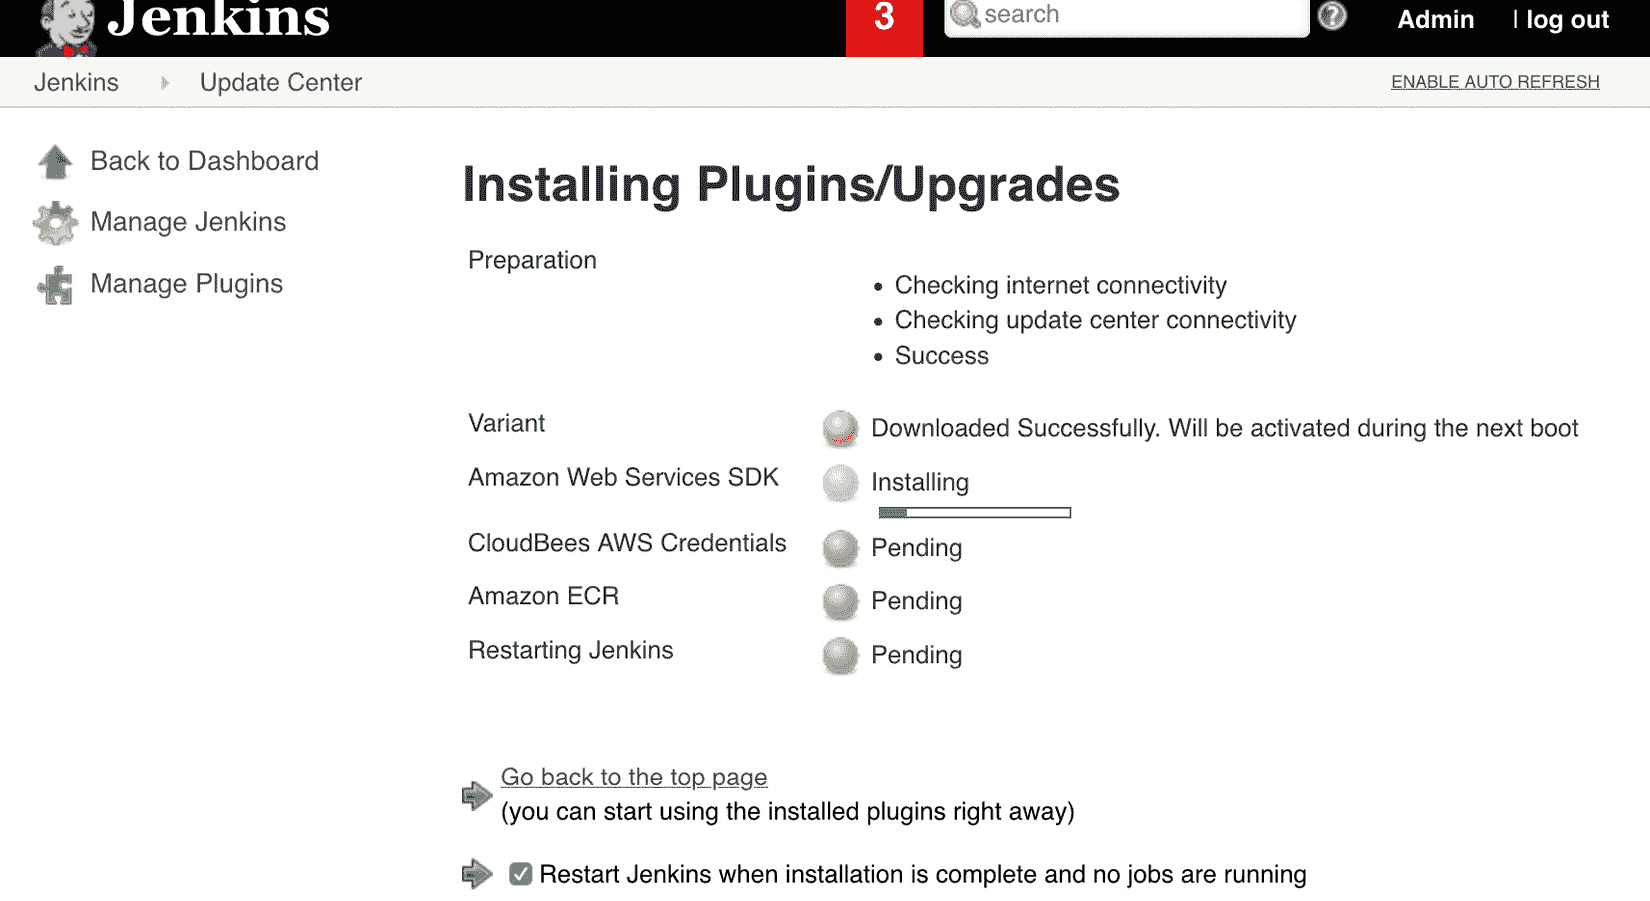 Jenkins
3
search
Admin
| log out
Jenkins
Update Center
ENABLE AUTO REFRESH
Back to Dashboard
Manage Jenkins
Manage Plugins
Installing Plugins/Upgrades
Preparation
Checking internet connectivity
Checking update center connectivity
Success
Variant
Downloaded Successfully. Will be activated during the next boot
Amazon Web Services SDK
Installing
CloudBees AWS Credentials
Pending
Amazon ECR
Pending
Restarting Jenkins
Pending
Go back to the top page
(you can start using the installed plugins right away)
Restart Jenkins when installation is complete and no jobs are running